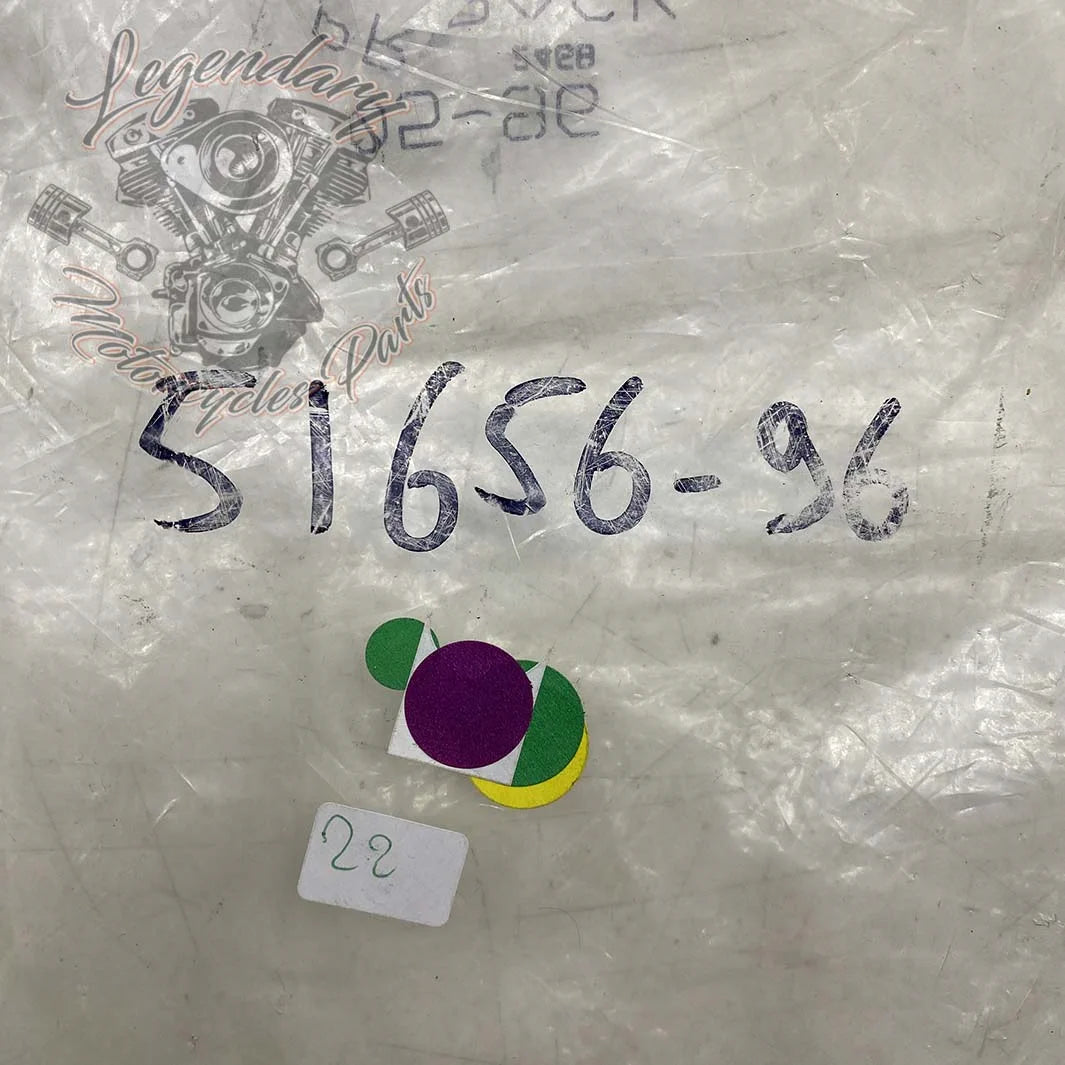 Legendary
Motorcycles Parts
51656-96
22